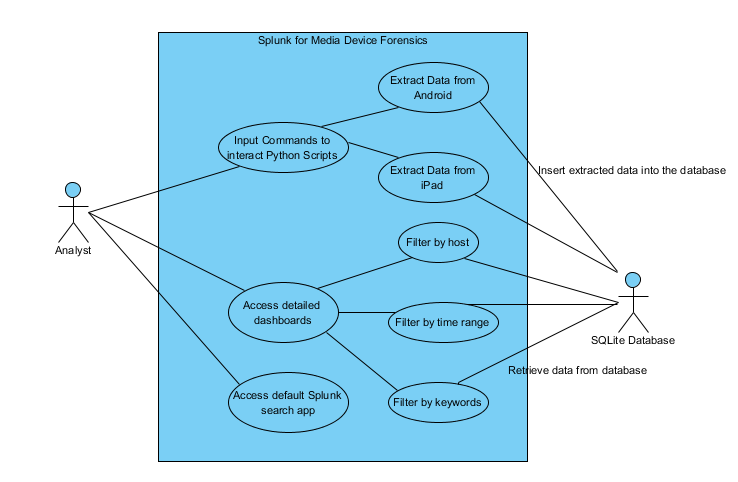 Splunk for Media Device Forensics
Extract Data from
Android
Input Commands to
interact Python Scripts
Extract Data from
iPad
Insert extracted data into the database
Analyst
Filter by host
Access detailed
dashboards
Filter by time range
SQLite Database
Retrieve data from database
Access default Splunk
search app
Filter by keywords